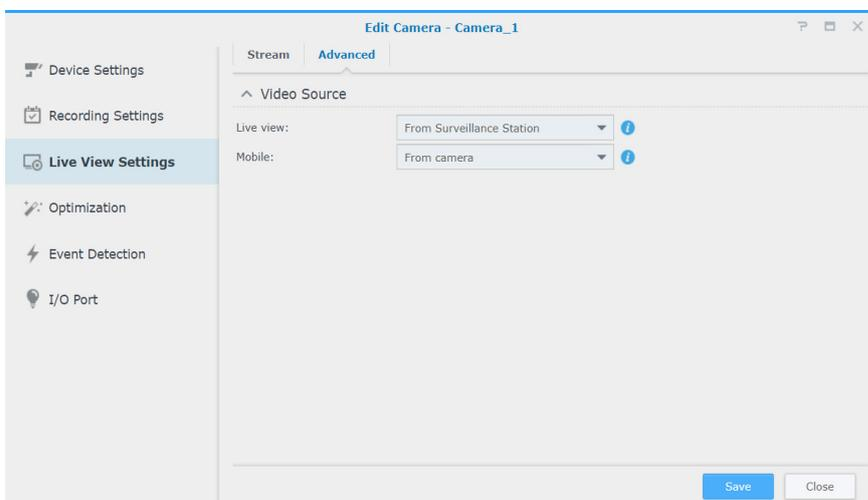 Edit Camera - Camera_1
Device Settings
Recording Settings
Live View Settings
Optimization
Event Detection
I/O Port
Stream Advanced
Video Source
Live view: From Surveillance Station
Mobile: From camera
Save Close